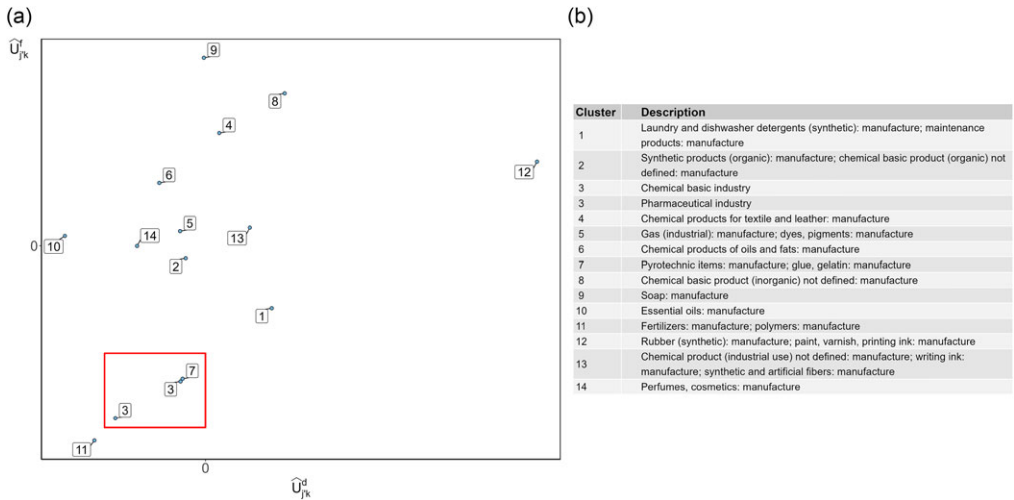 (a)
(b)
Û^f_j'k
9
8
4
12
6
5
13
14
10
0
2
1
7
3
3
11
0
Û^d_j'k
Cluster Description
1 Laundry and dishwasher detergents (synthetic): manufacture; maintenance
products: manufacture
2 Synthetic products (organic): manufacture; chemical basic product (organic) not
defined: manufacture
3 Chemical basic industry
3 Pharmaceutical industry
4 Chemical products for textile and leather: manufacture
5 Gas (industrial): manufacture; dyes, pigments: manufacture
6 Chemical products of oils and fats: manufacture
7 Pyrotechnic items: manufacture; glue, gelatin: manufacture
8 Chemical basic product (inorganic) not defined: manufacture
9 Soap: manufacture
10 Essential oils: manufacture
11 Fertilizers: manufacture; polymers: manufacture
12 Rubber (synthetic): manufacture; paint, varnish, printing ink: manufacture
13 Chemical product (industrial use) not defined: manufacture; writing ink:
manufacture; synthetic and artificial fibers: manufacture
14 Perfumes, cosmetics: manufacture